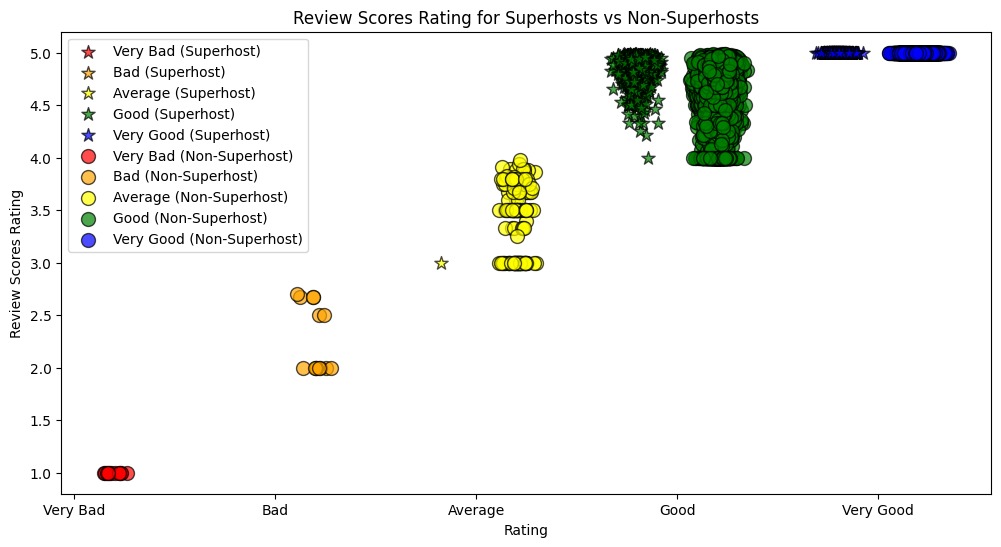 Review Scores Rating for Superhosts vs Non-Superhosts
Very Bad (Superhost)
Bad (Superhost)
Average (Superhost)
Good (Superhost)
Very Good (Superhost)
Very Bad (Non-Superhost)
Bad (Non-Superhost)
Average (Non-Superhost)
Good (Non-Superhost)
Very Good (Non-Superhost)
Review Scores Rating
5.0
4.5
4.0
3.5
3.0
2.5
2.0
1.5
1.0
Very Bad
Bad
Average
Good
Very Good
Rating